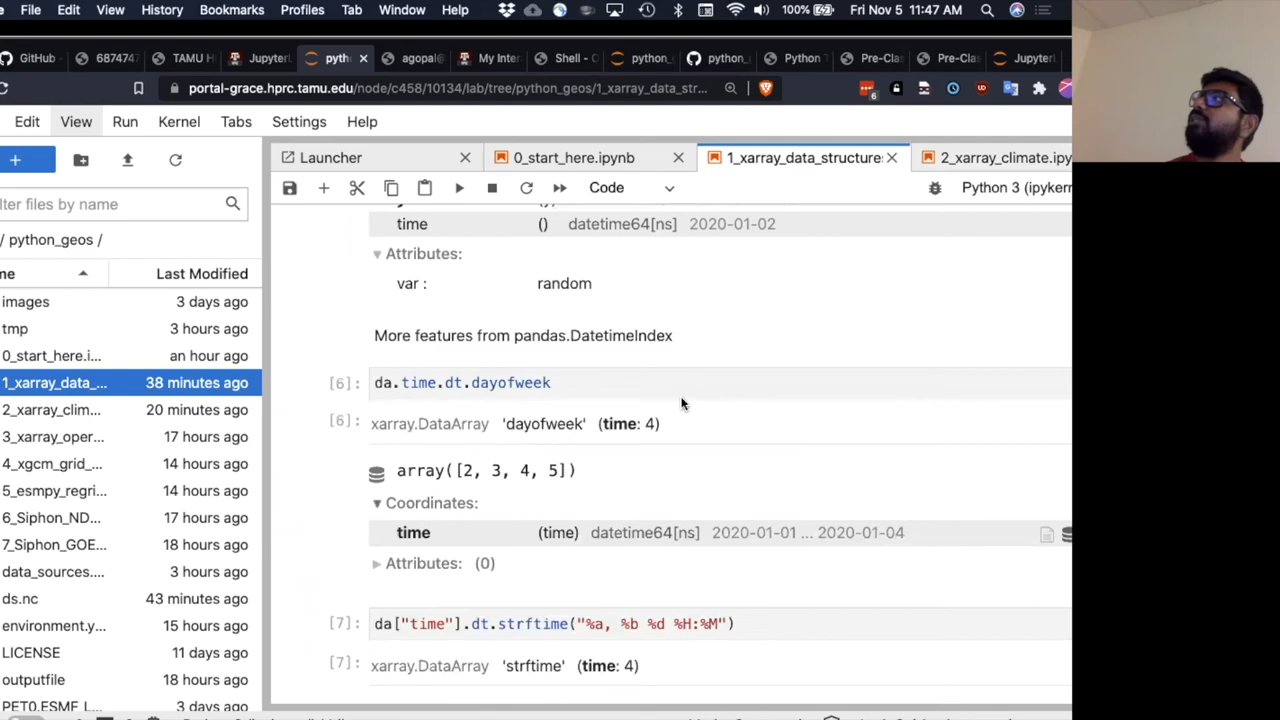 File Edit View History Bookmarks Profiles Tab Window Help 100% Fri Nov 5 11:47 AM
GitHub 6874747 TAMU H Jupyter pyth agopal@ My Inter Shell - python_ python_ Python Pre-Cla Pre-Cla Jupyter
portal-grace.hprc.tamu.edu/node/c458/10134/lab/tree/python_geos/1_xarray_data_str... 6
Edit View Run Kernel Tabs Settings Help
+ Launcher 0_start_here.ipynb 1_xarray_data_structures 2_xarray_climate.ipy
Code Python 3 (ipykern
lter files by name
/ python_geos /
me Last Modified
images 3 days ago
tmp 3 hours ago
0_start_here.i... an hour ago
1_xarray_data_... 38 minutes ago
2_xarray_clim... 20 minutes ago
3_xarray_oper... 17 hours ago
4_xgcm_grid_... 14 hours ago
5_esmpy_regri... 14 hours ago
6_Siphon_ND... 17 hours ago
7_Siphon_GOE... 18 hours ago
data_sources.... 3 hours ago
ds.nc 43 minutes ago
environment.y... 15 hours ago
LICENSE 11 days ago
outputfile 18 hours ago
PET0.ESMF_L... 3 days ago
time () datetime64[ns] 2020-01-02
Attributes:
var : random
More features from pandas.DatetimeIndex
[6]: da.time.dt.dayofweek
[6]: xarray.DataArray 'dayofweek' (time: 4)
array([2, 3, 4, 5])
Coordinates:
time (time) datetime64[ns] 2020-01-01 ... 2020-01-04
Attributes: (0)
[7]: da["time"].dt.strftime("%a, %b %d %H:%M")
[7]: xarray.DataArray 'strftime' (time: 4)